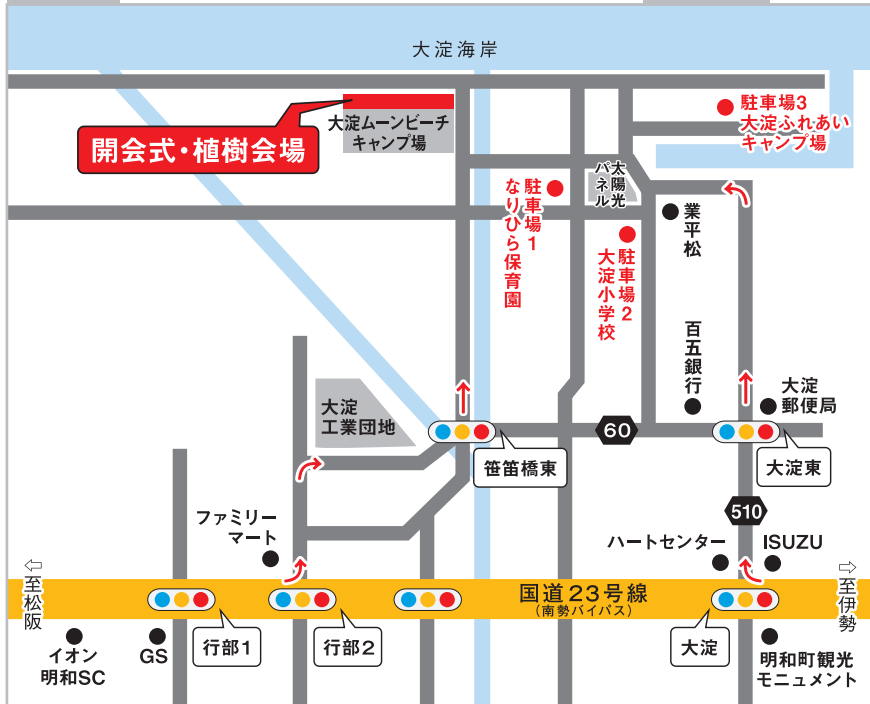 大淀海岸
開会式・植樹会場
大淀ムーンビーチ
キャンプ場
駐車場3
大淀ふれあい
キャンプ場
太陽光
パネル
駐車場1
なりひら保育園
駐車場2
大淀小学校
業平松
百五銀行
大淀
郵便局
大淀
工業団地
60
笹笛橋東
大淀東
510
ファミリー
マート
ハートセンター
ISUZU
⇦至松阪
国道23号線
(南勢バイパス)
⇨至伊勢
イオン
明和SC
GS
行部1
行部2
大淀
明和町観光
モニュメント